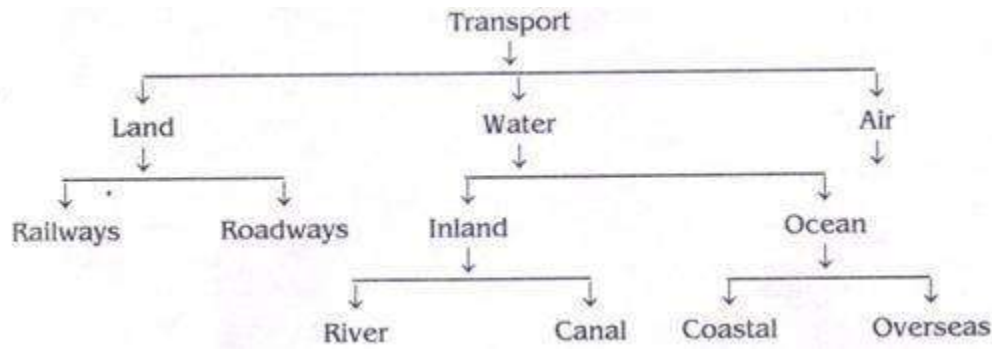 Transport
Land Water Air
Railways Roadways Inland Ocean
River Canal Coastal Overseas